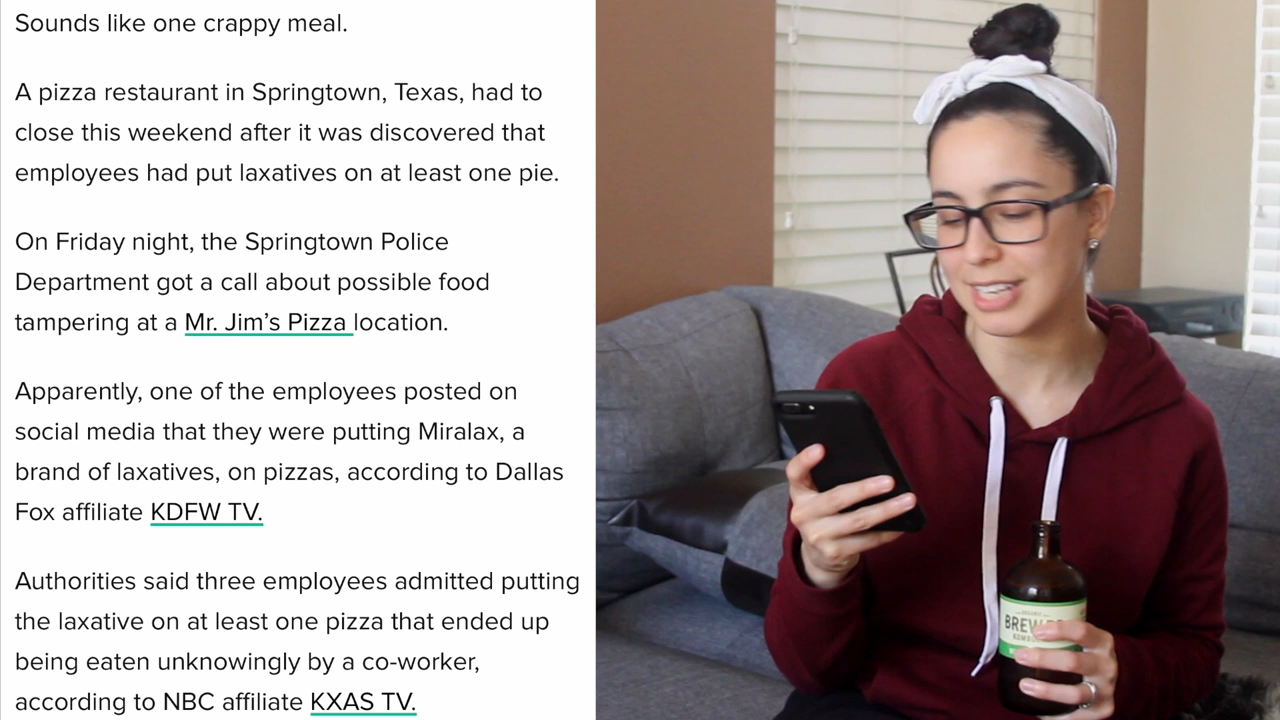 Sounds like one crappy meal.
A pizza restaurant in Springtown, Texas, had to
close this weekend after it was discovered that
employees had put laxatives on at least one pie.
On Friday night, the Springtown Police
Department got a call about possible food
tampering at a Mr. Jim’s Pizza location.
Apparently, one of the employees posted on
social media that they were putting Miralax, a
brand of laxatives, on pizzas, according to Dallas
Fox affiliate KDFW TV.
Authorities said three employees admitted putting
the laxative on at least one pizza that ended up
being eaten unknowingly by a co-worker,
according to NBC affiliate KXAS TV.